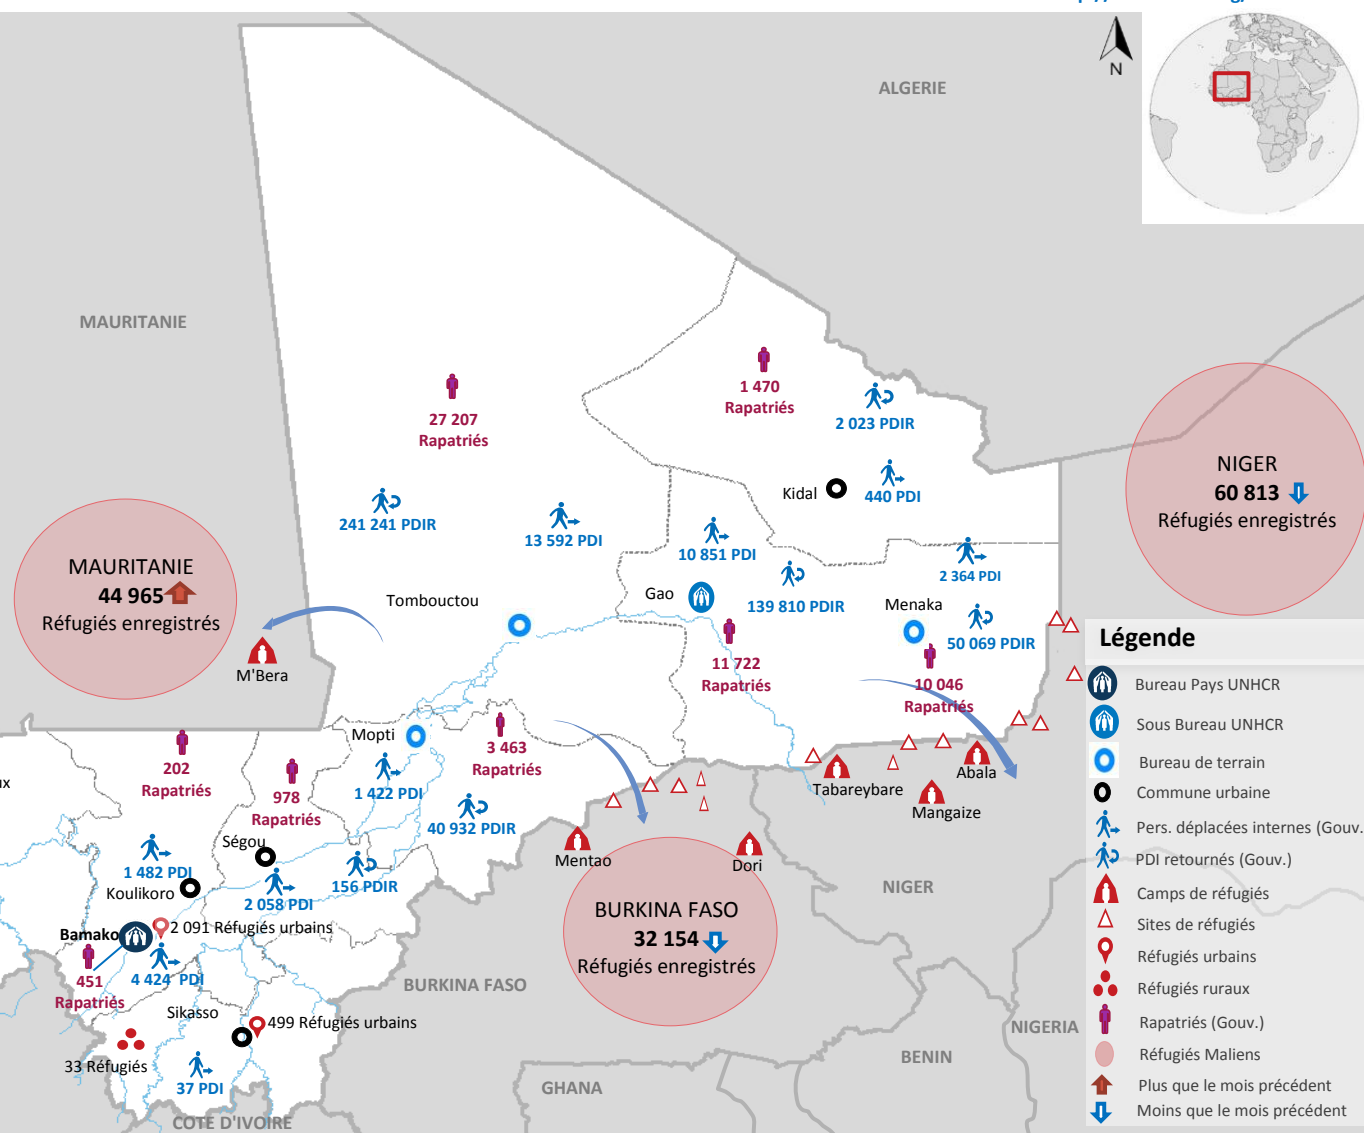 N
ALGERIE
MAURITANIE
1 470
Rapatriés
27 207
Rapatriés
2 023 PDIR
NIGER
60 813
Réfugiés enregistrés
Kidal
440 PDI
241 241 PDIR
13 592 PDI
10 851 PDI
2 364 PDI
MAURITANIE
44 965
Réfugiés enregistrés
Tombouctou
Gao
139 810 PDIR
Menaka
50 069 PDIR
M'Bera
11 722
Rapatriés
10 046
Rapatriés
Légende
Bureau Pays UNHCR
Sous Bureau UNHCR
Bureau de terrain
Commune urbaine
Pers. déplacées internes (Gouv.
PDI retournés (Gouv.)
Camps de réfugiés
Sites de réfugiés
Réfugiés urbains
Réfugiés ruraux
Rapatriés (Gouv.)
Réfugiés Maliens
Plus que le mois précédent
Moins que le mois précédent
Mopti
3 463
Rapatriés
202
Rapatriés
978
Rapatriés
ux
1 422 PDI
40 932 PDIR
Tabareybare
Abala
Mangaize
Ségou
1 482 PDI
Koulikoro
2 058 PDI
156 PDIR
Mentao
Dori
NIGER
BURKINA FASO
32 154
Réfugiés enregistrés
Bamako
2 091 Réfugiés urbains
451
Rapatriés
4 424 PDI
BURKINA FASO
Sikasso
499 Réfugiés urbains
33 Réfugiés
37 PDI
NIGERIA
BENIN
GHANA
COTE D'IVOIRE